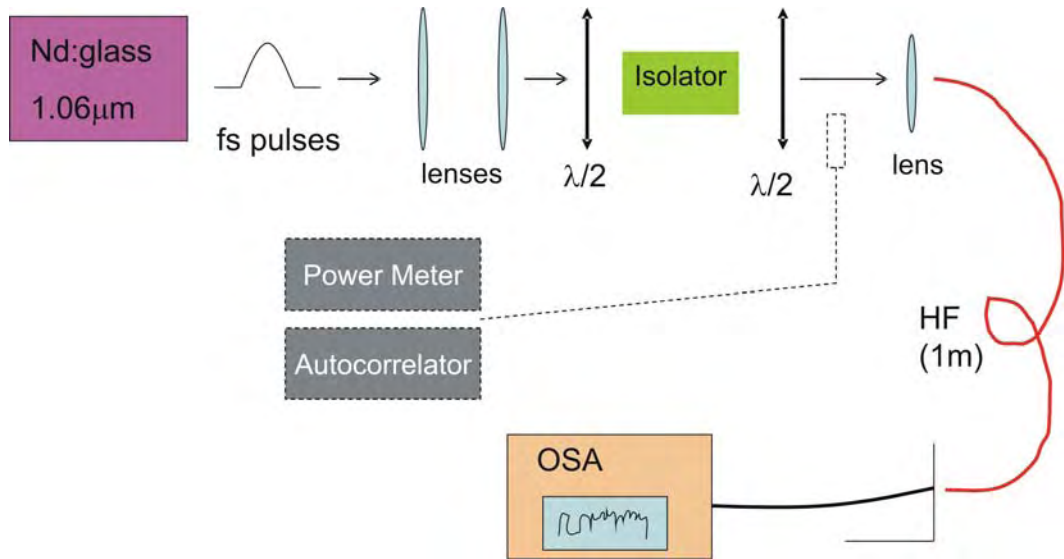 Nd:glass
1.06μm
fs pulses
lenses
λ/2
Isolator
λ/2
lens
Power Meter
Autocorrelator
HF
(1m)
OSA